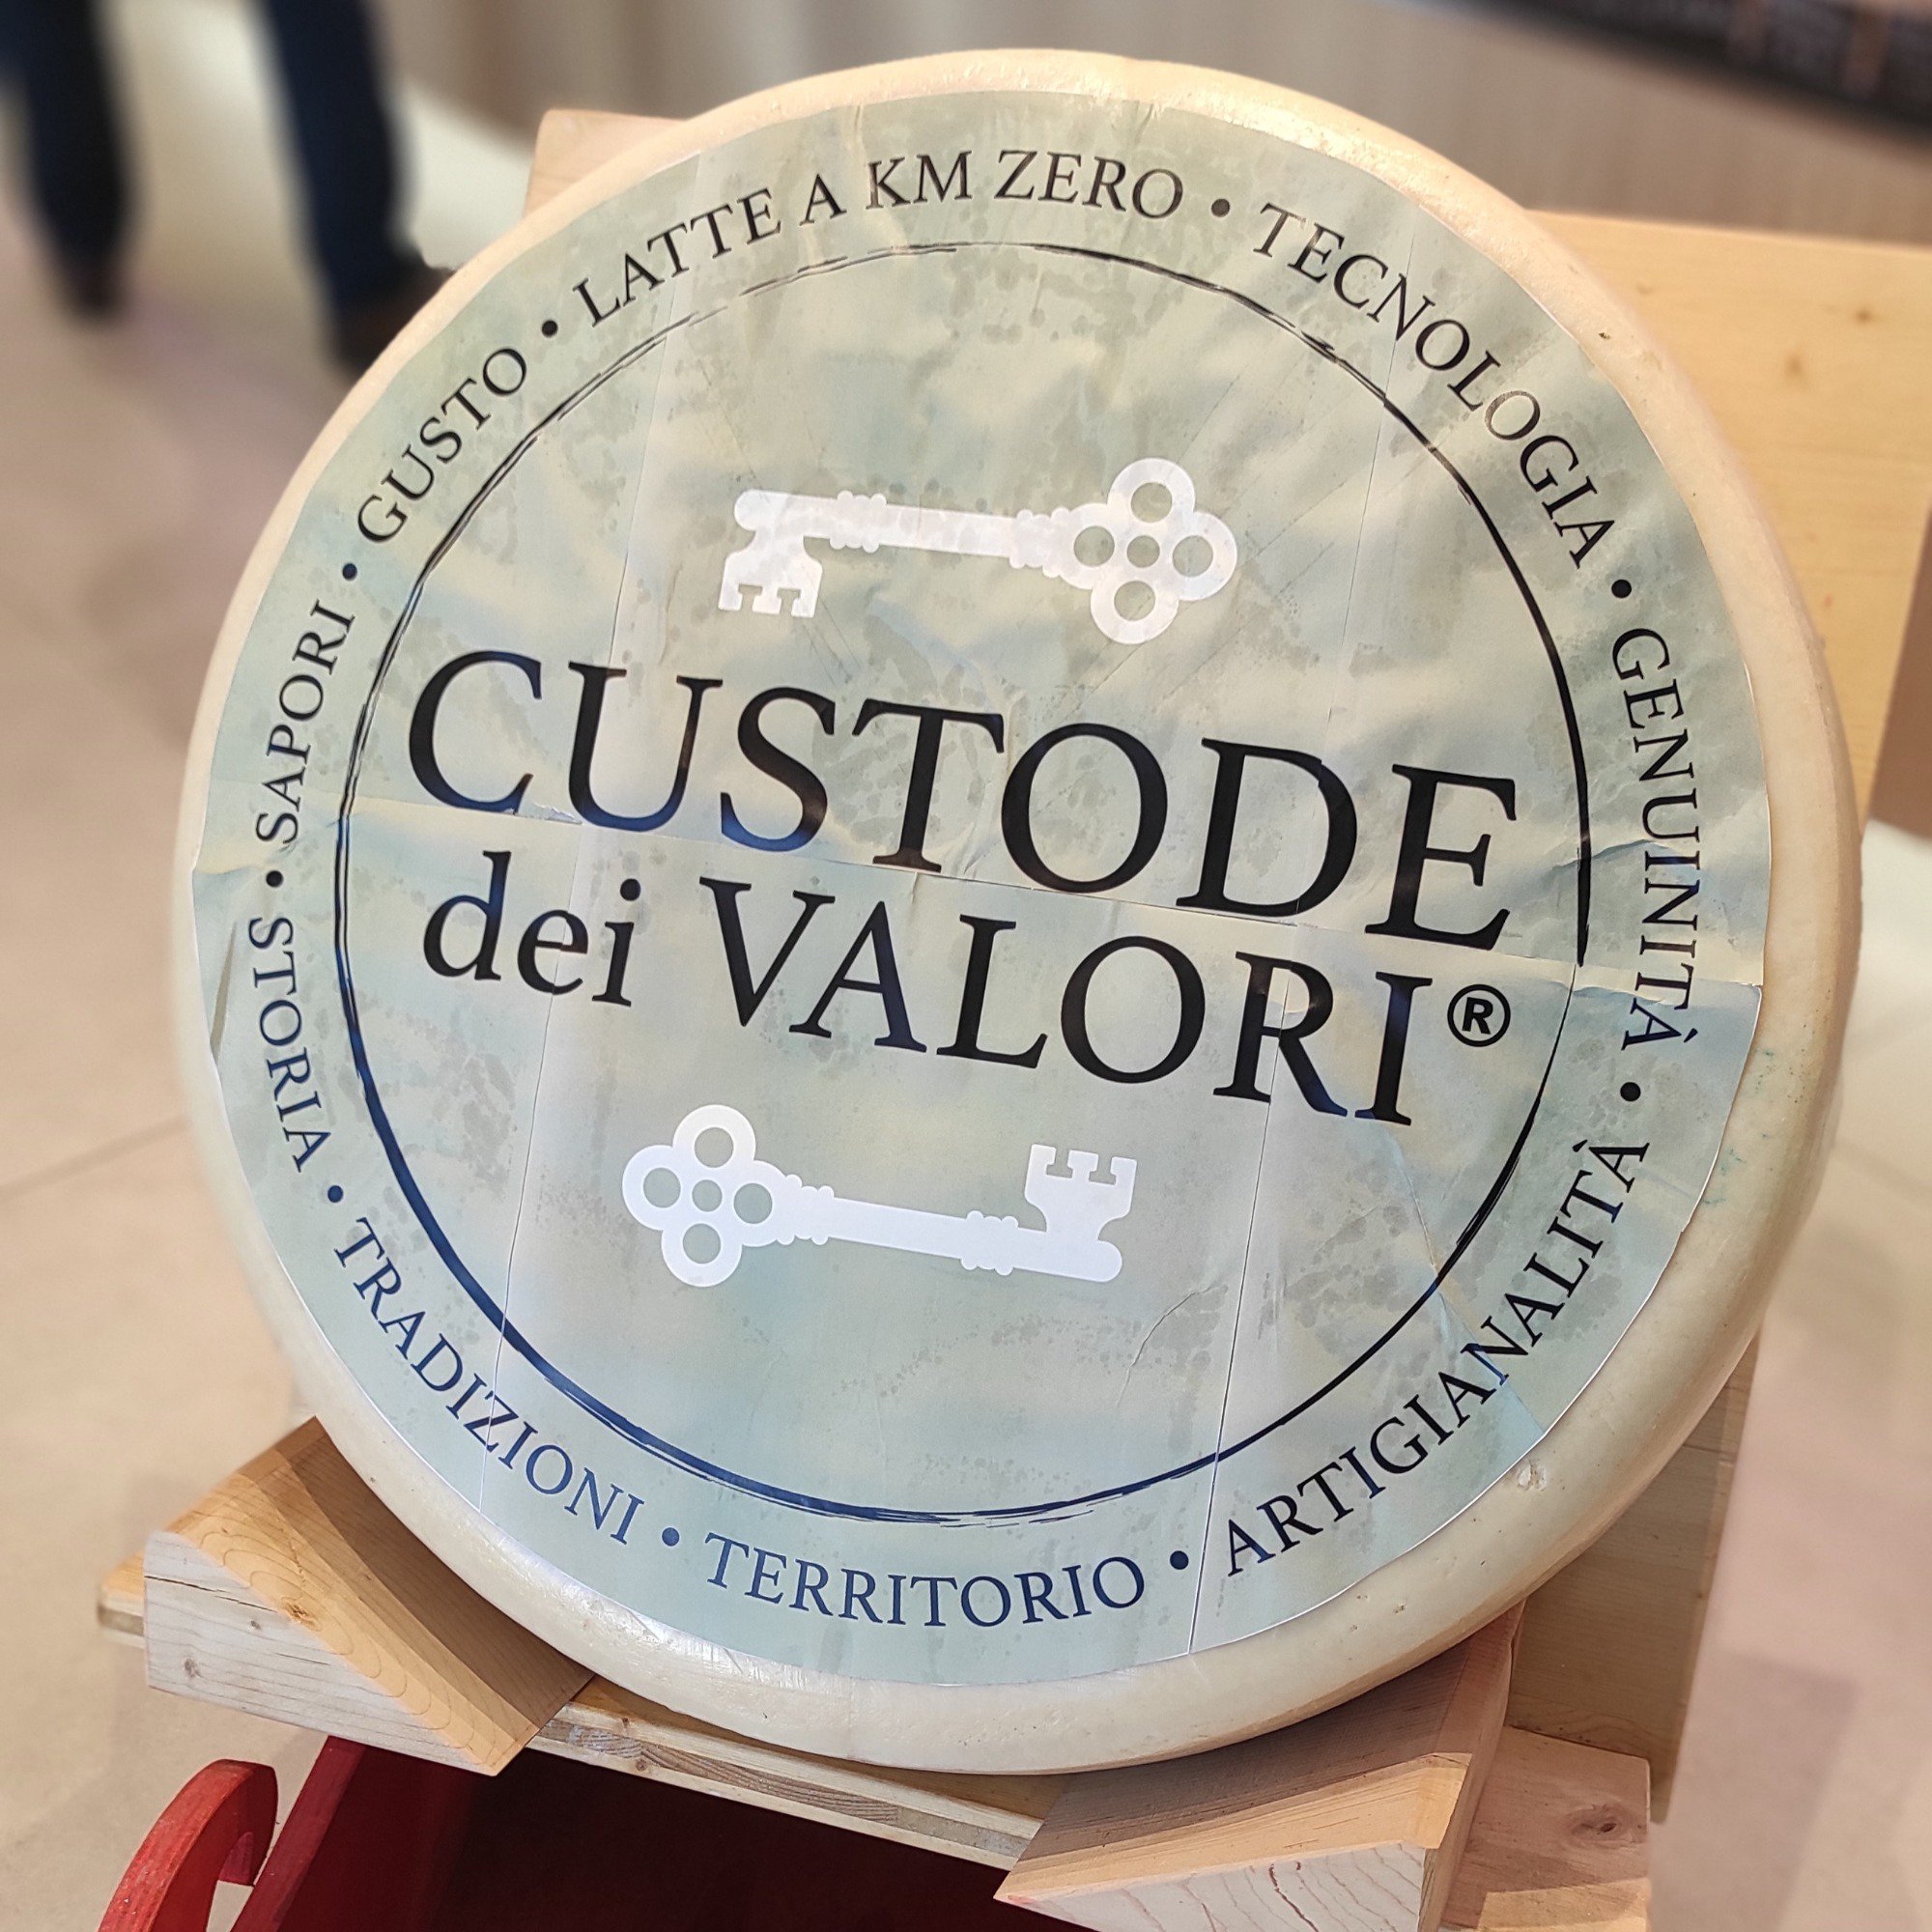 • LATTE A KM ZERO • TECNOLOGIA • GENUINITÀ • ARTIGIANALITÀ • TERRITORIO • TRADIZIONI • STORIA • SAPORI • GUSTO
CUSTODE
dei VALORI®